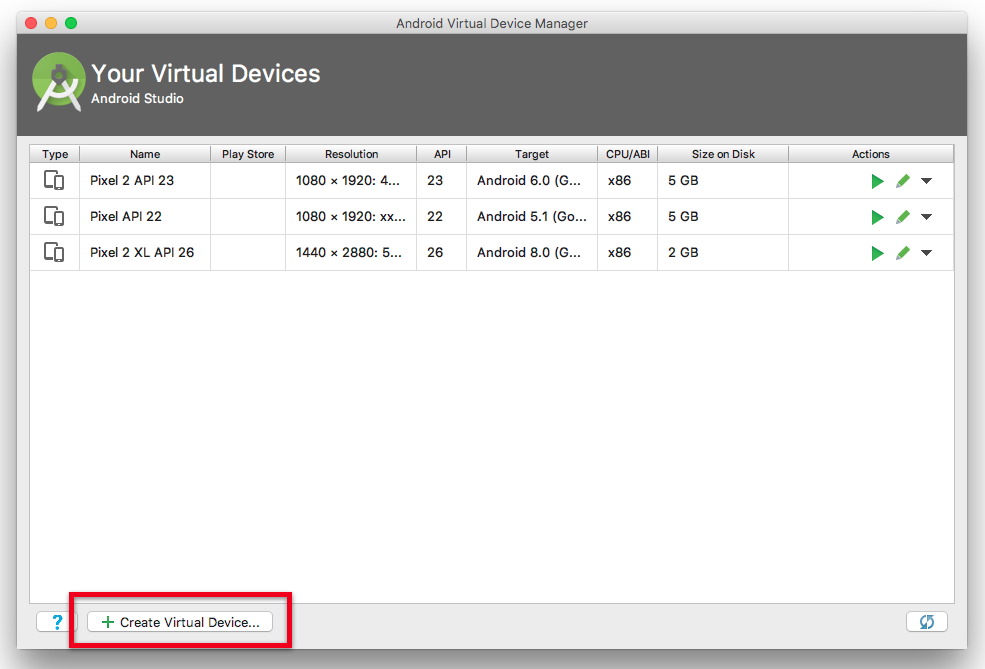 Android Virtual Device Manager
Your Virtual Devices
Android Studio
Type Name Play Store Resolution API Target CPU/ABI Size on Disk Actions
Pixel 2 API 23 1080 × 1920: 4... 23 Android 6.0 (G... x86 5 GB
Pixel API 22 1080 × 1920: xx... 22 Android 5.1 (Go... x86 5 GB
Pixel 2 XL API 26 1440 × 2880: 5... 26 Android 8.0 (G... x86 2 GB
? + Create Virtual Device...